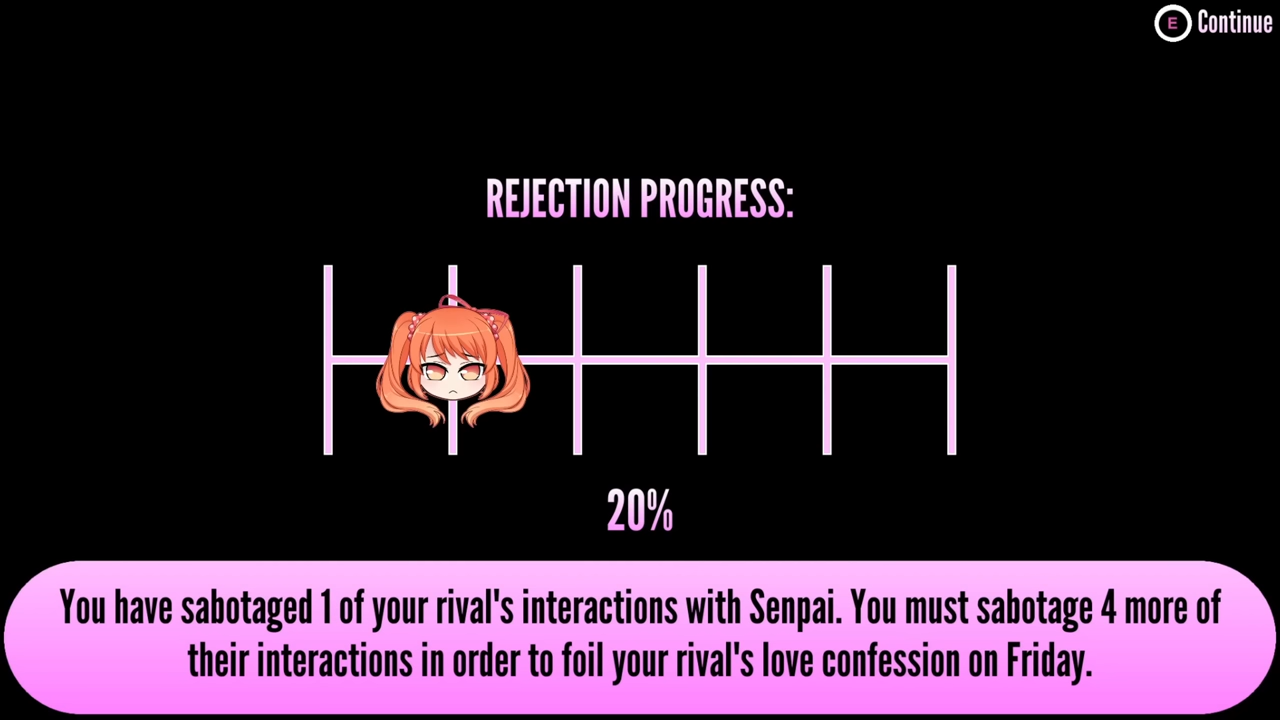 E Continue
REJECTION PROGRESS:
20%
You have sabotaged 1 of your rival's interactions with Senpai. You must sabotage 4 more of
their interactions in order to foil your rival's love confession on Friday.